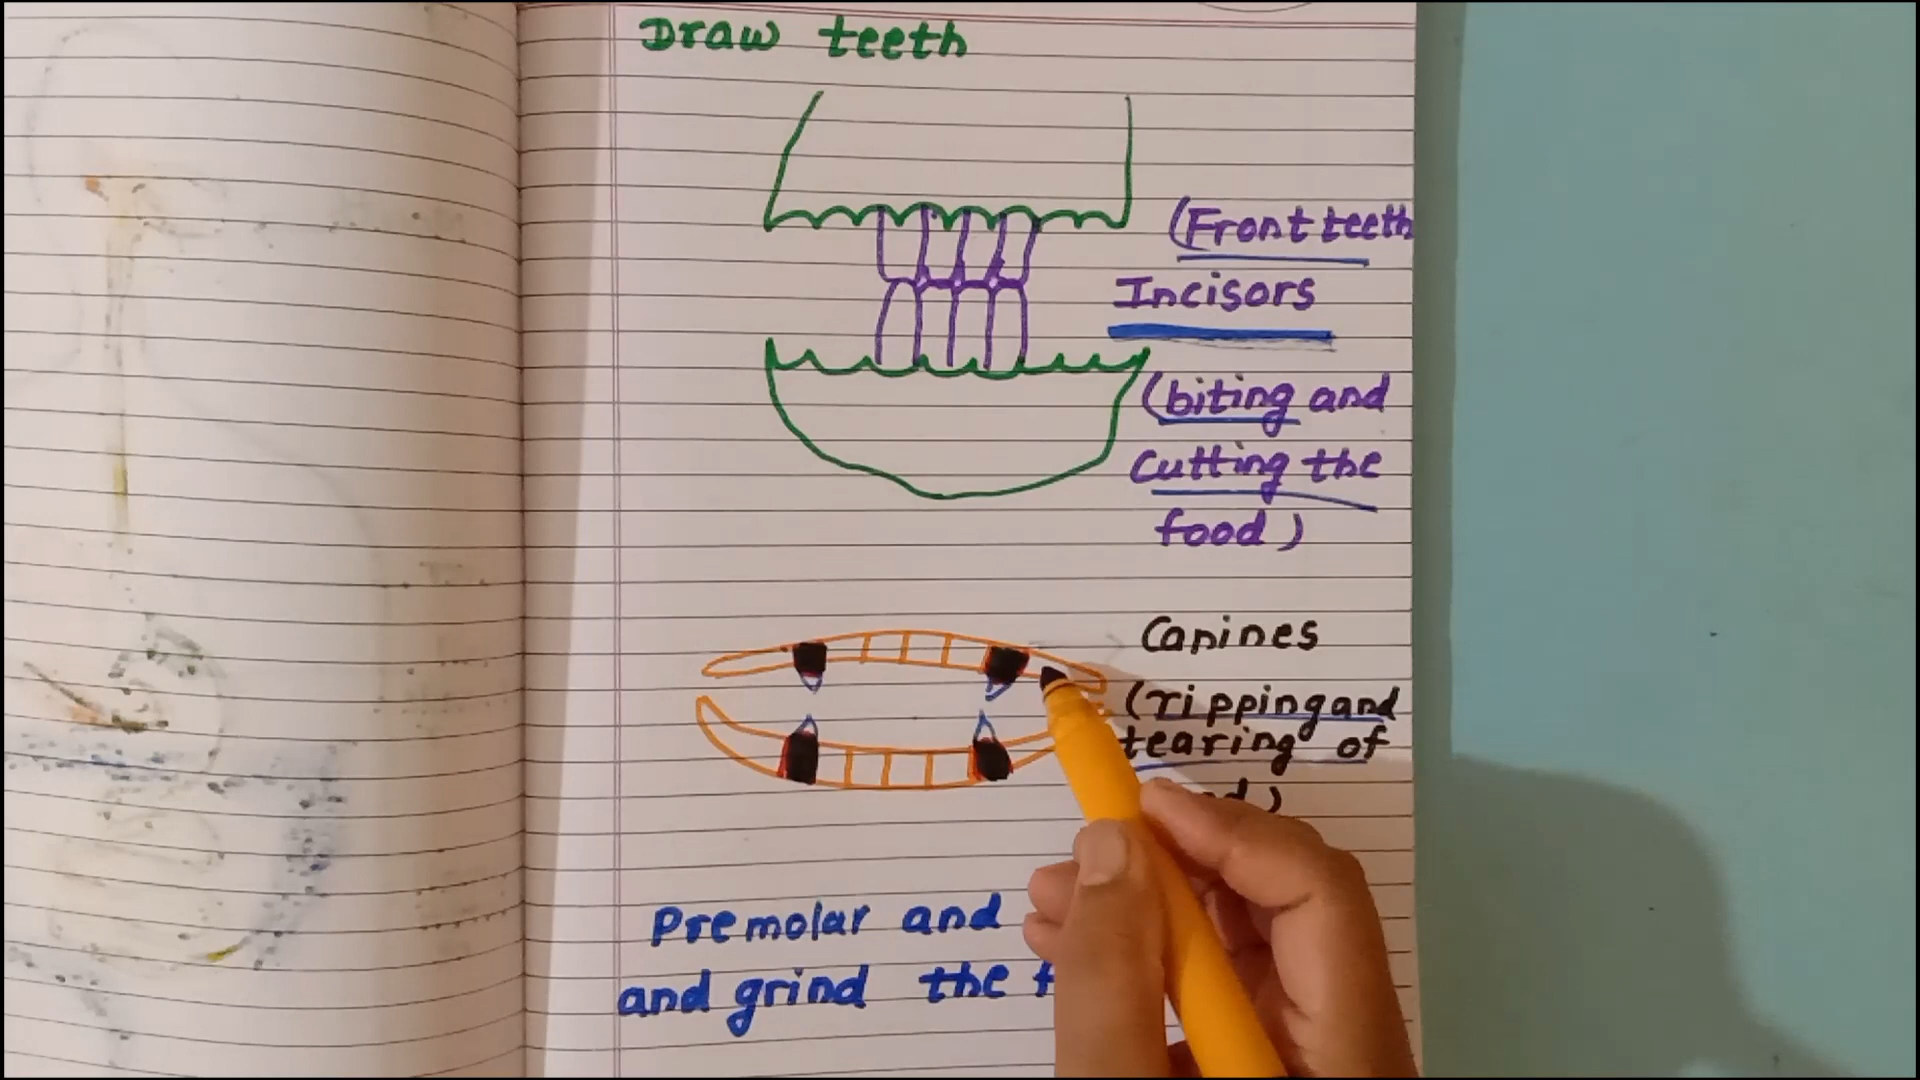 Draw teeth
(Front teeth
Incisors
(biting and
Cutting the
food)
Canines
(ripping and
tearing of
Premolar and
and grind the